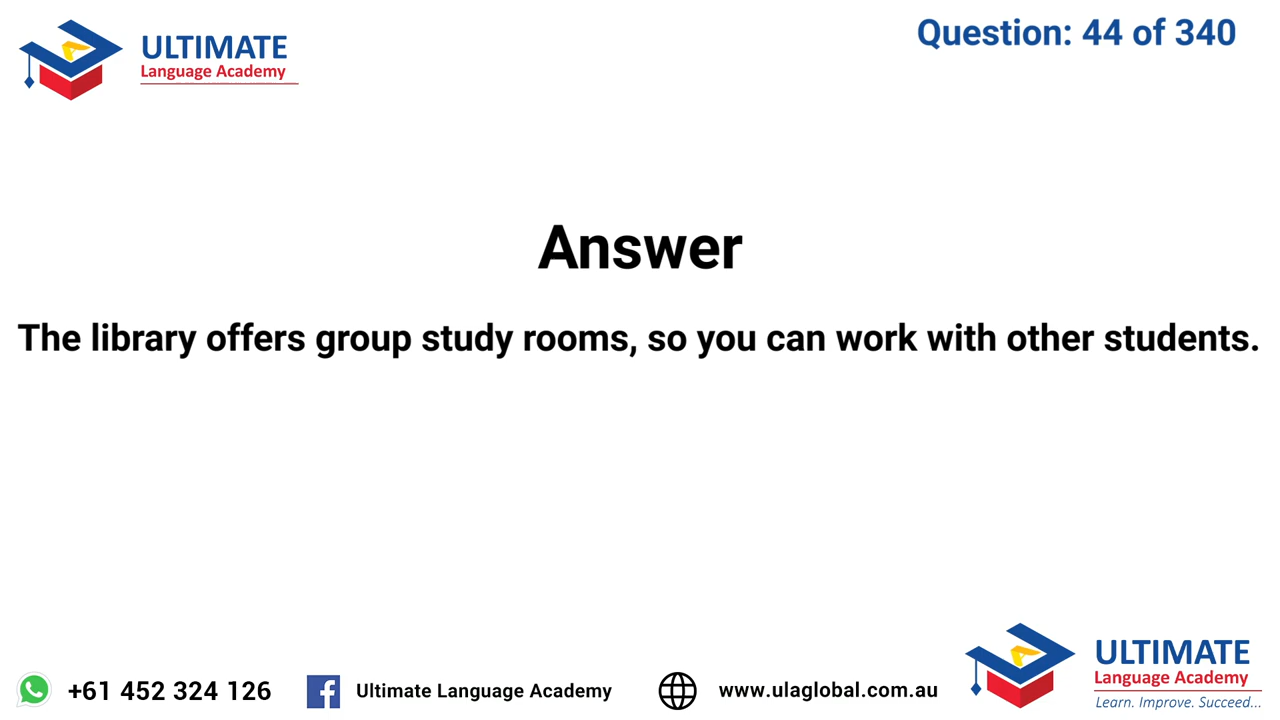 ULTIMATE
Language Academy
Question: 44 of 340
Answer
The library offers group study rooms, so you can work with other students.
+61 452 324 126
Ultimate Language Academy
www.ulaglobal.com.au
ULTIMATE
Language Academy
Learn. Improve. Succeed...